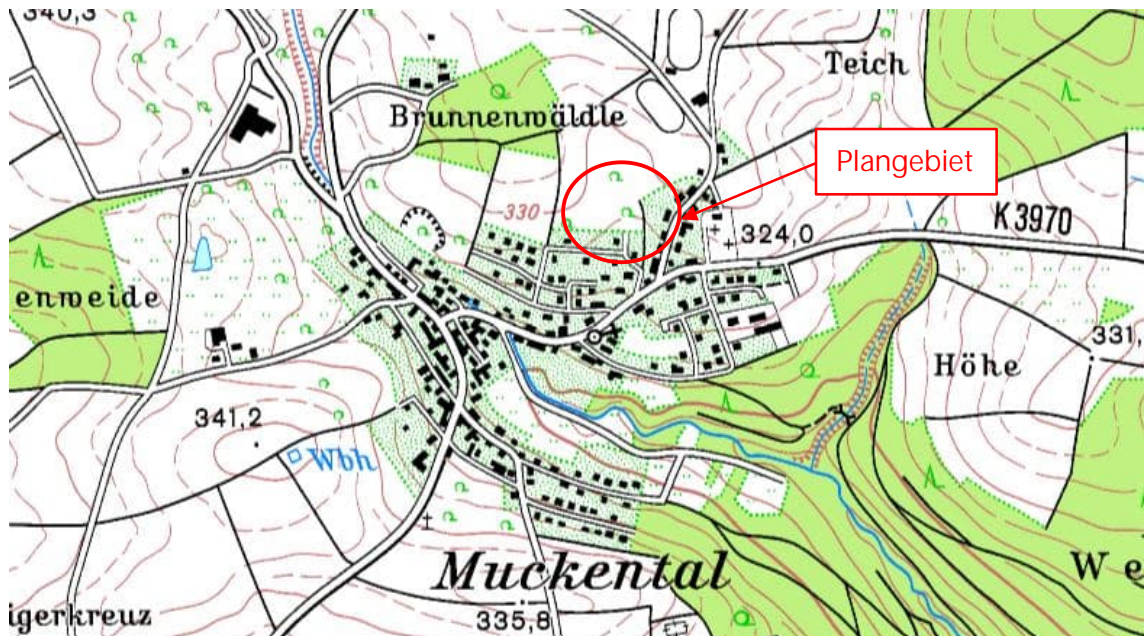 340,3
Teich
Brunnenwäldle
Plangebiet
330
K 3970
324,0
enweide
331,
Höhe
341,2
Wbh
Muckental
We
igerkreuz
335,8